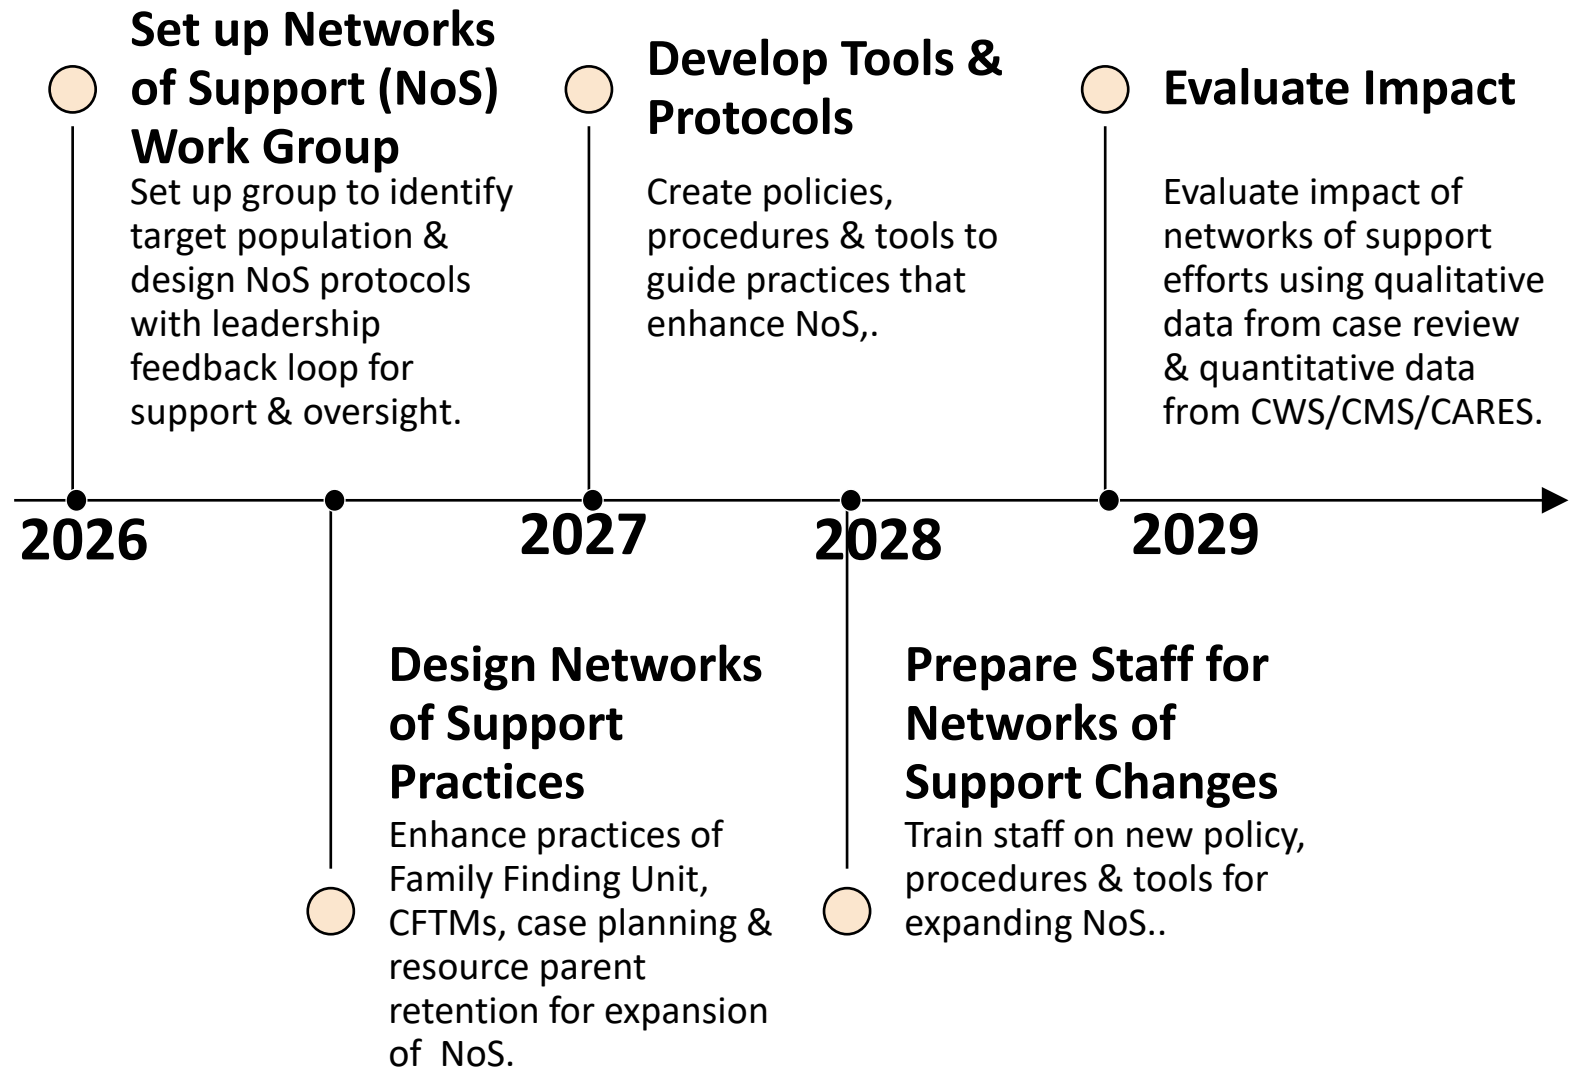 Set up Networks
of Support (NoS)
Work Group
Set up group to identify
target population &
design NoS protocols
with leadership
feedback loop for
support & oversight.
Develop Tools &
Protocols
Create policies,
procedures & tools to
guide practices that
enhance NoS,.
Evaluate Impact
Evaluate impact of
networks of support
efforts using qualitative
data from case review
& quantitative data
from CWS/CMS/CARES.
2026
2027
2028
2029
Design Networks
of Support
Practices
Enhance practices of
Family Finding Unit,
CFTMs, case planning &
resource parent
retention for expansion
of  NoS.
Prepare Staff for
Networks of
Support Changes
Train staff on new policy,
procedures & tools for
expanding NoS..